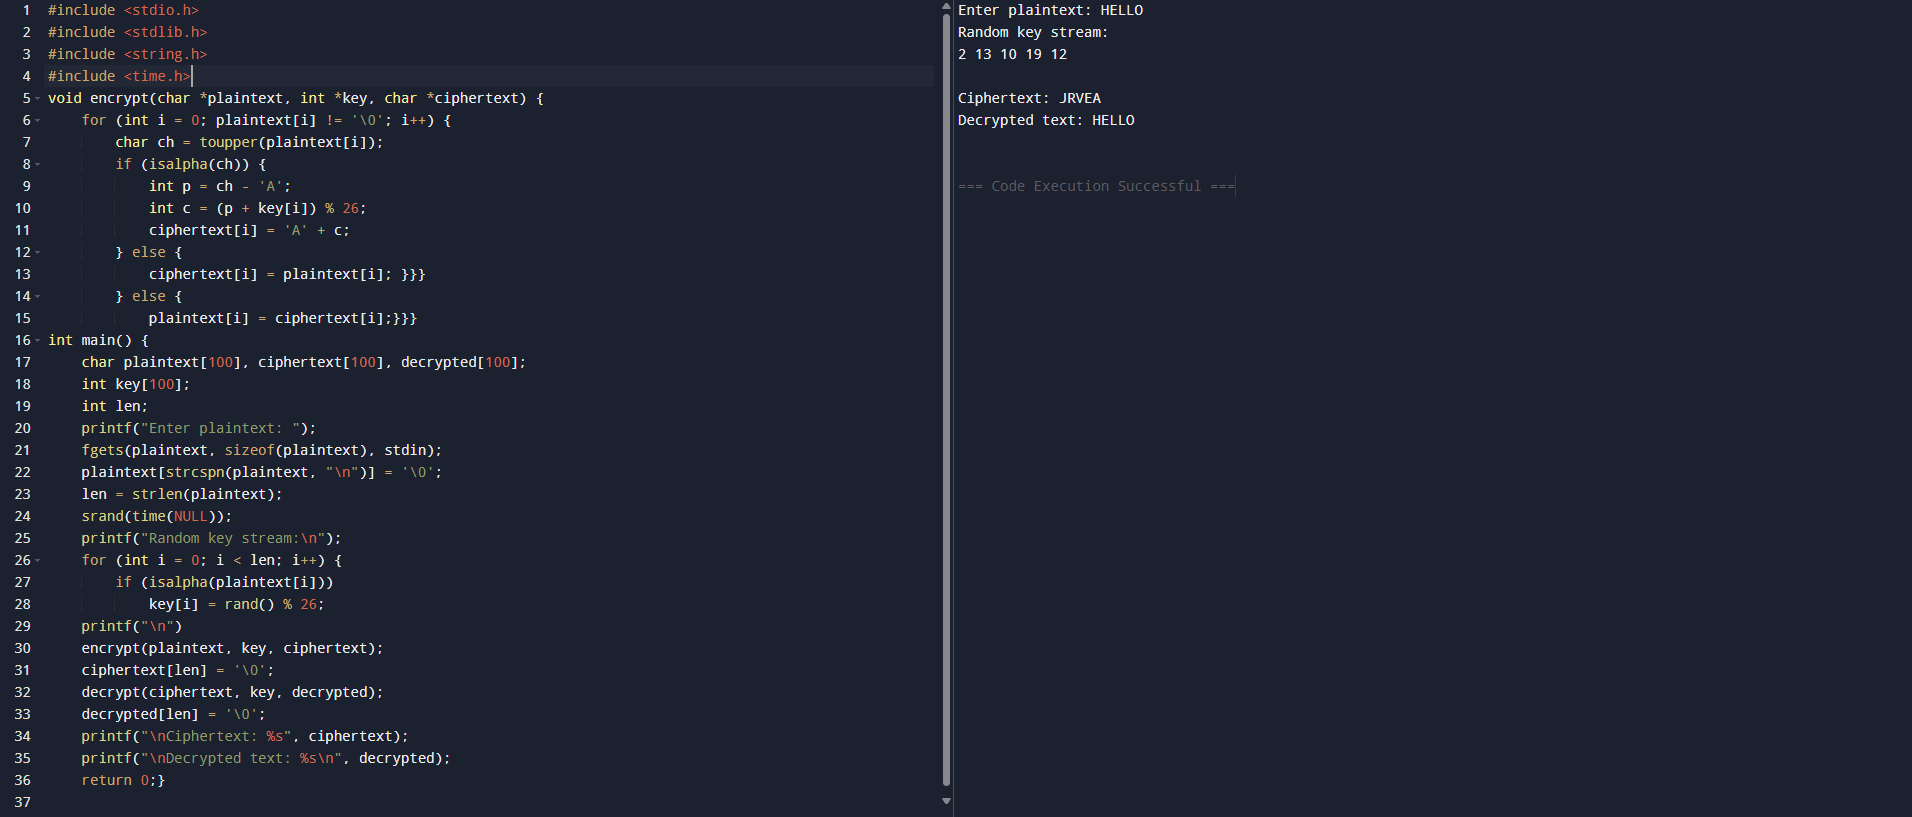 1 #include <stdio.h>
2 #include <stdlib.h>
3 #include <string.h>
4 #include <time.h>
5 void encrypt(char *plaintext, int *key, char *ciphertext) {
6     for (int i = 0; plaintext[i] != '\0'; i++) {
7         char ch = toupper(plaintext[i]);
8         if (isalpha(ch)) {
9             int p = ch - 'A';
10             int c = (p + key[i]) % 26;
11             ciphertext[i] = 'A' + c;
12         } else {
13             ciphertext[i] = plaintext[i]; }}}
14         } else {
15             plaintext[i] = ciphertext[i];}}}
16 int main() {
17     char plaintext[100], ciphertext[100], decrypted[100];
18     int key[100];
19     int len;
20     printf("Enter plaintext: ");
21     fgets(plaintext, sizeof(plaintext), stdin);
22     plaintext[strcspn(plaintext, "\n")] = '\0';
23     len = strlen(plaintext);
24     srand(time(NULL));
25     printf("Random key stream:\n");
26     for (int i = 0; i < len; i++) {
27         if (isalpha(plaintext[i]))
28             key[i] = rand() % 26;
29     printf("\n")
30     encrypt(plaintext, key, ciphertext);
31     ciphertext[len] = '\0';
32     decrypt(ciphertext, key, decrypted);
33     decrypted[len] = '\0';
34     printf("\nCiphertext: %s", ciphertext);
35     printf("\nDecrypted text: %s\n", decrypted);
36     return 0;}
37
Enter plaintext: HELLO
Random key stream:
2 13 10 19 12
Ciphertext: JRVEA
Decrypted text: HELLO
=== Code Execution Successful ===